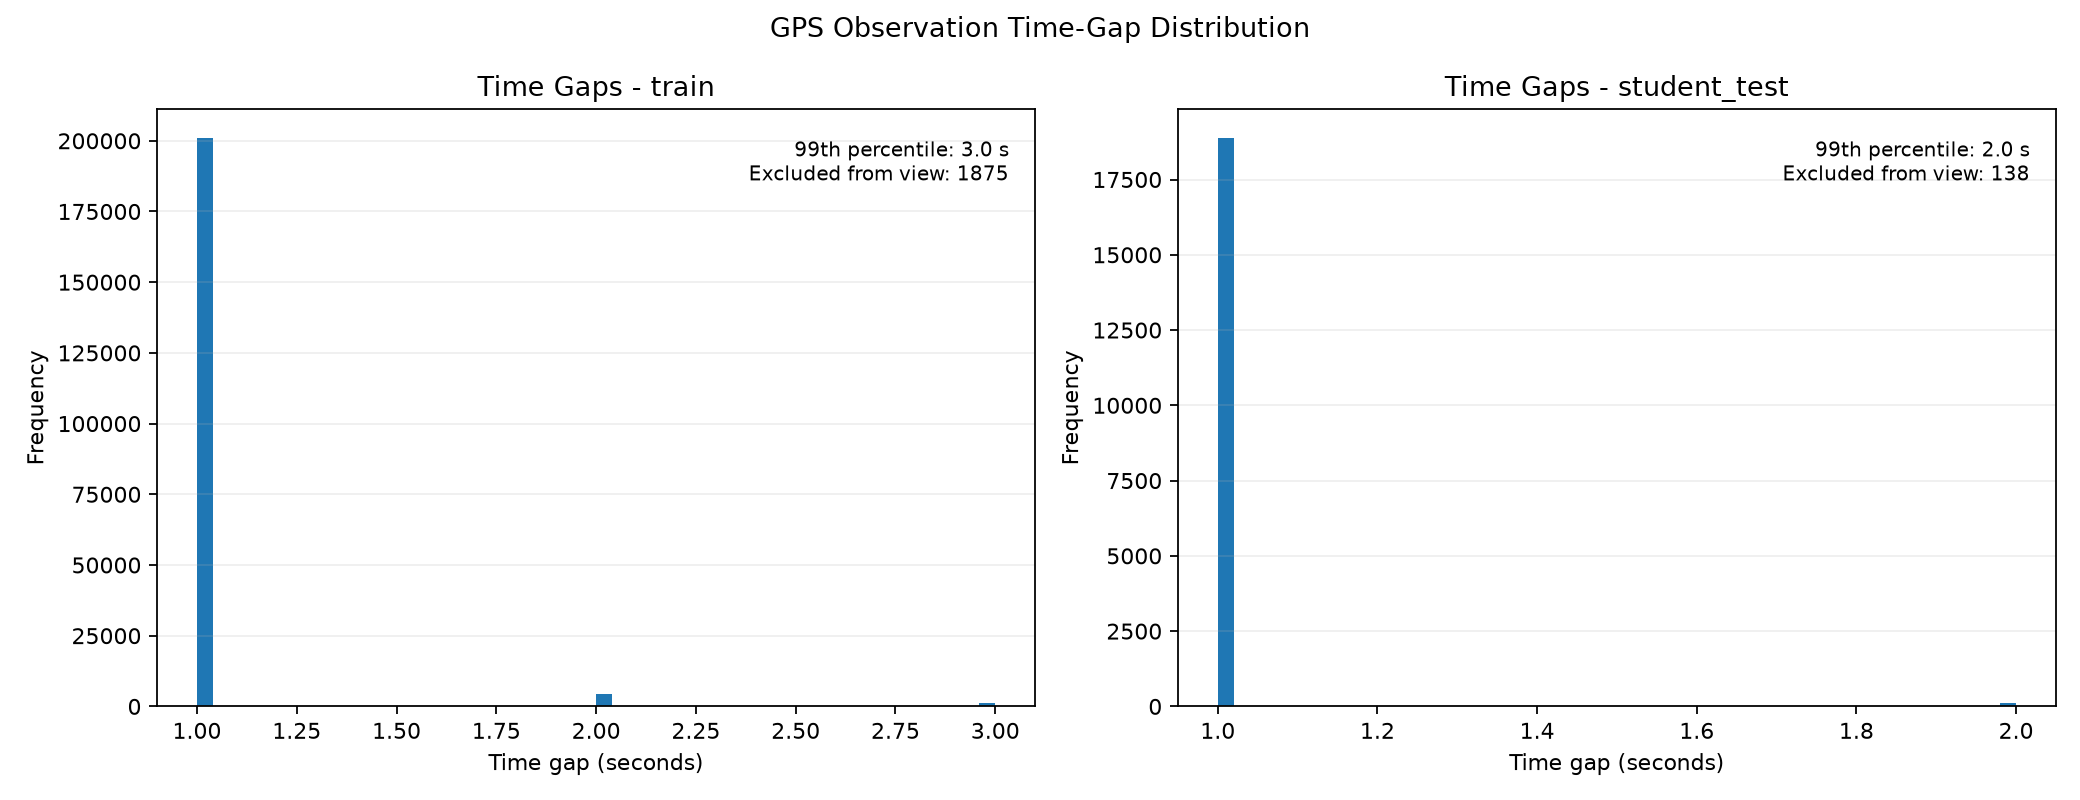 GPS Observation Time-Gap Distribution
Time Gaps - train
200000
175000
150000
125000
100000
75000
50000
25000
0
Frequency
99th percentile: 3.0 s
Excluded from view: 1875
1.00 1.25 1.50 1.75 2.00 2.25 2.50 2.75 3.00
Time gap (seconds)
Time Gaps - student_test
17500
15000
12500
10000
7500
5000
2500
0
Frequency
99th percentile: 2.0 s
Excluded from view: 138
1.0 1.2 1.4 1.6 1.8 2.0
Time gap (seconds)